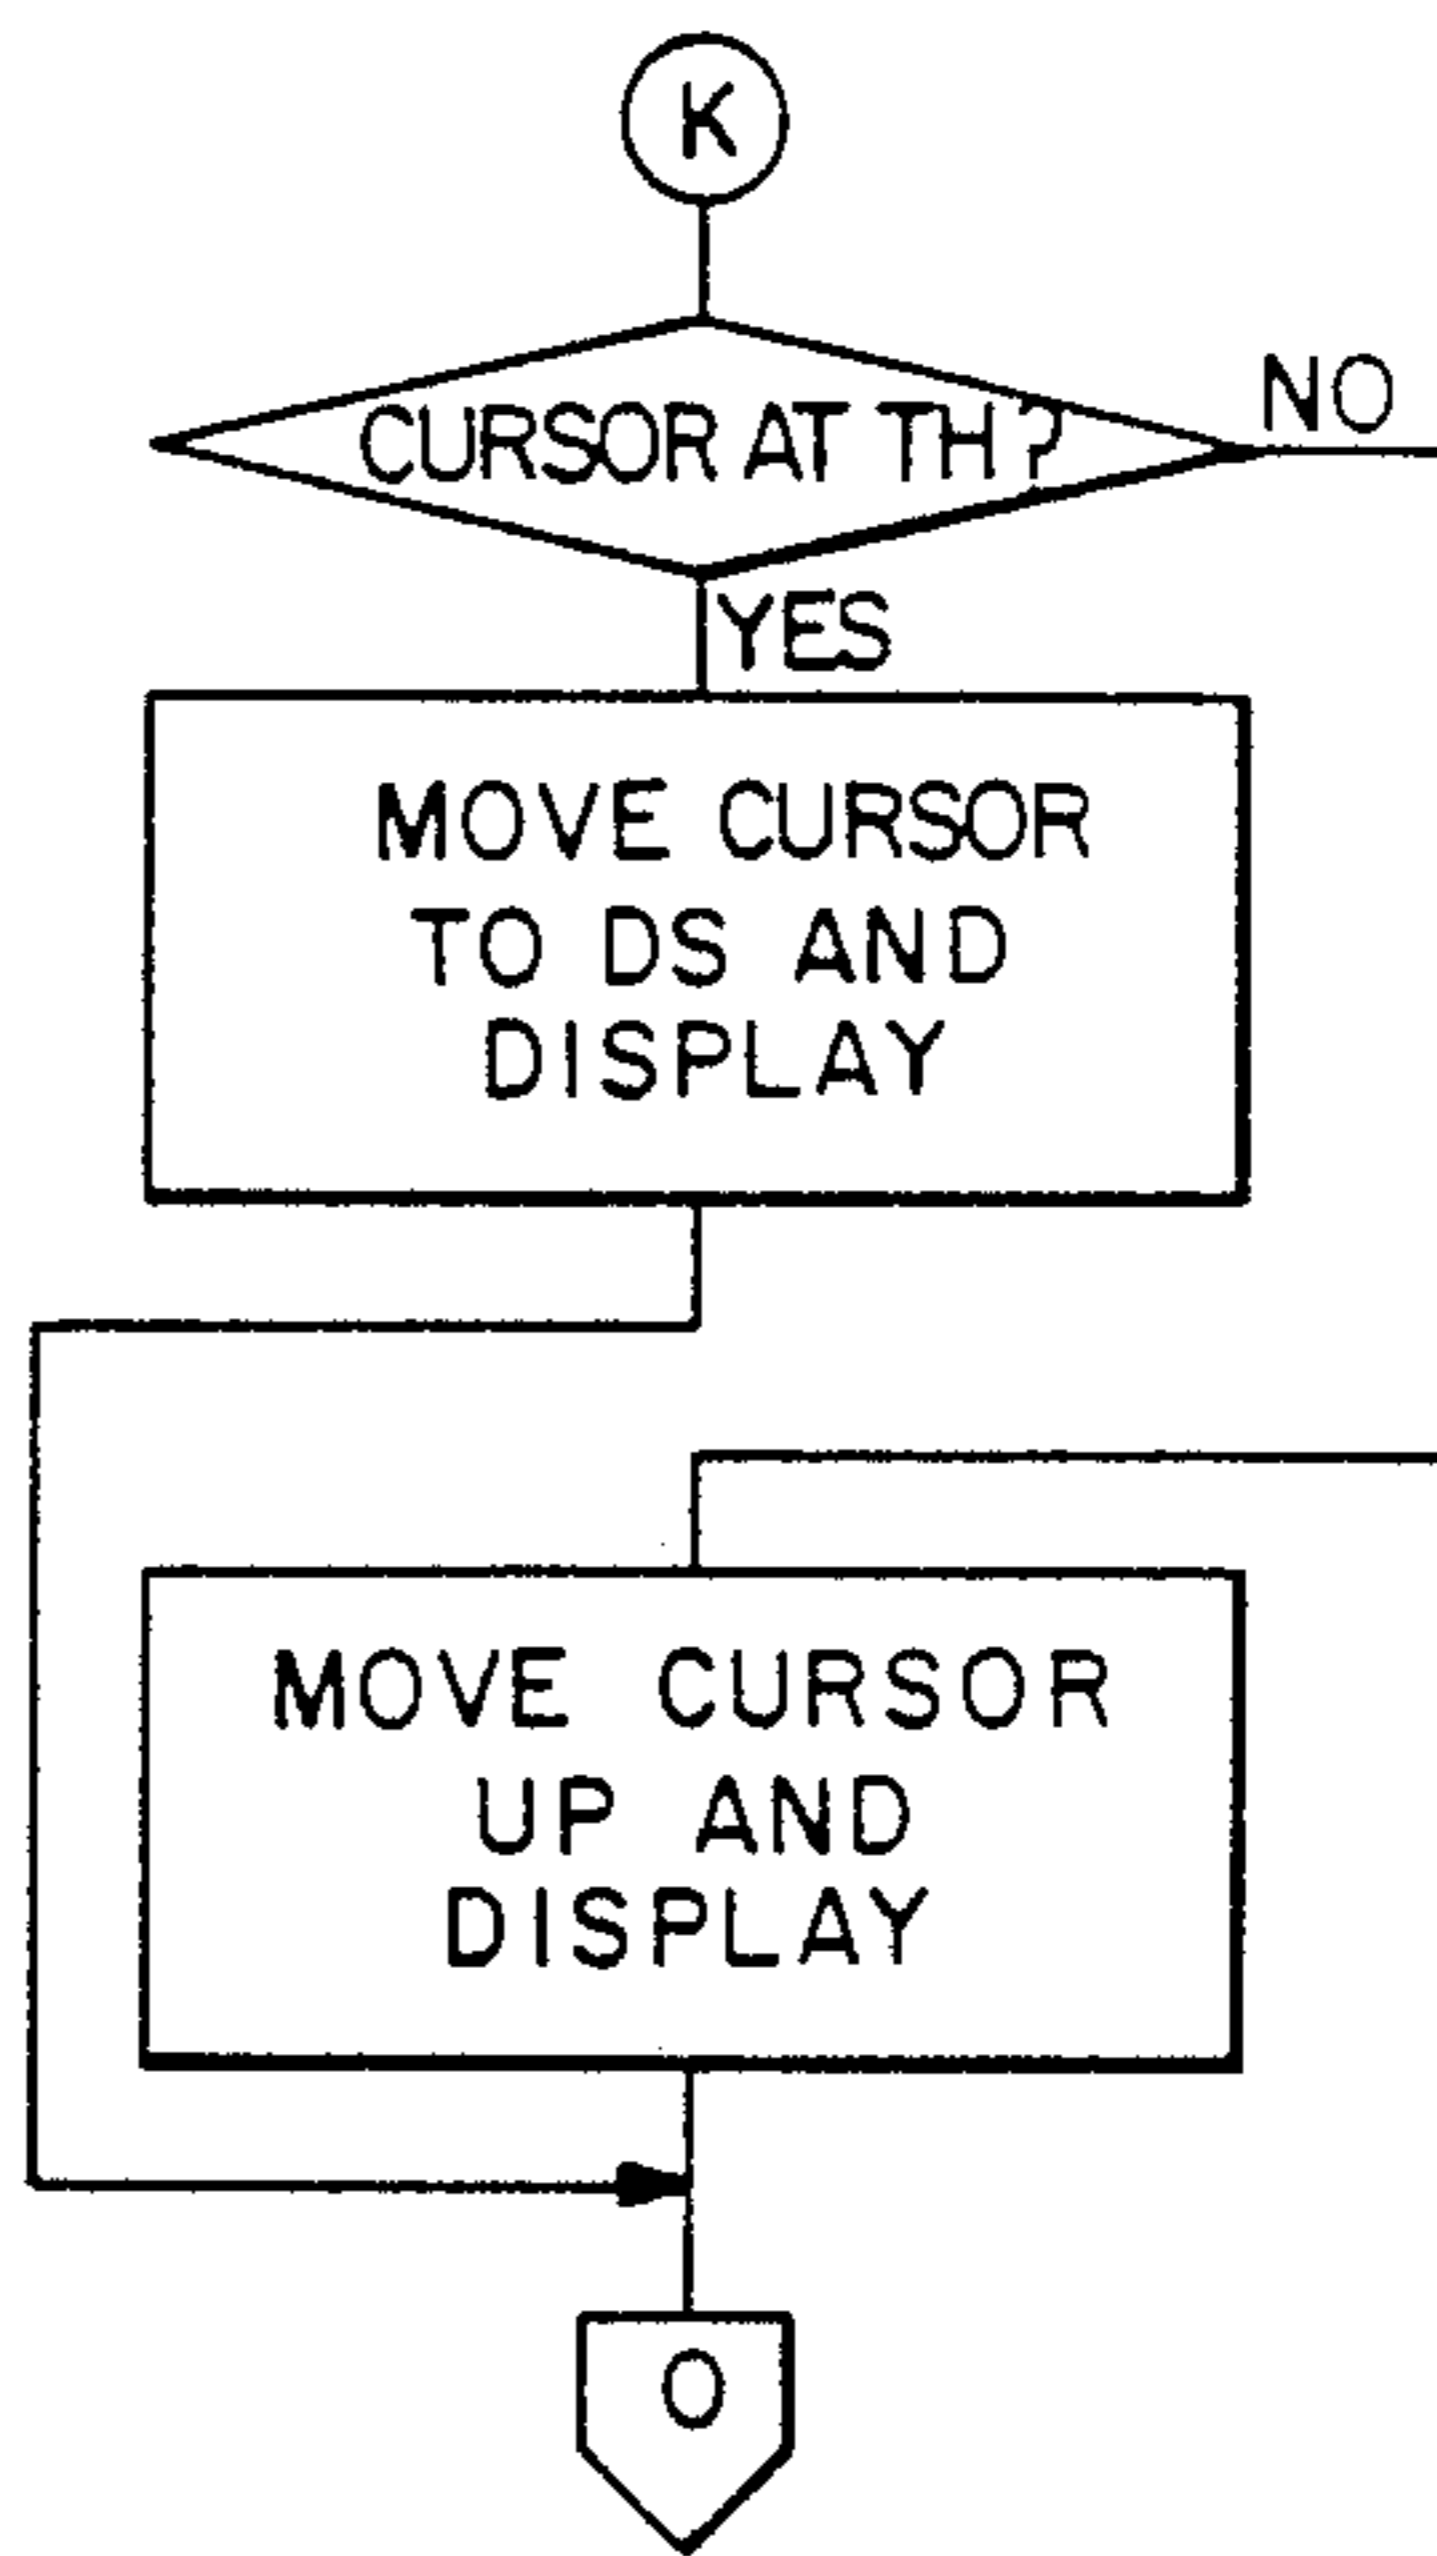 K
CURSOR AT TH ?
NO
YES
MOVE CURSOR
TO DS AND
DISPLAY
MOVE CURSOR
UP AND
DISPLAY
O